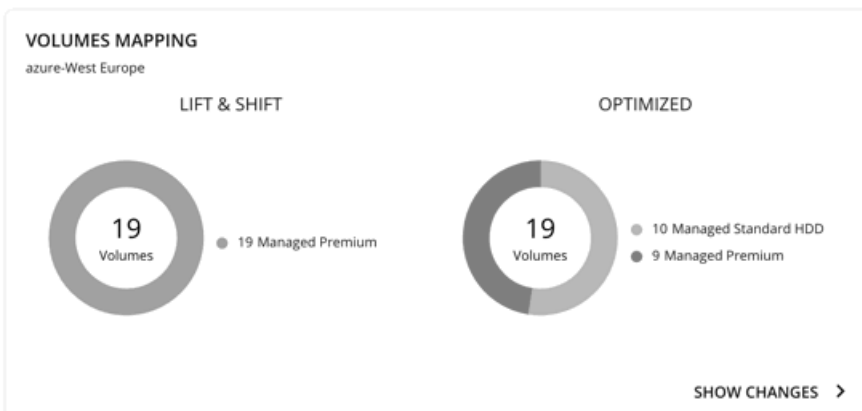 VOLUMES MAPPING
azure-West Europe
LIFT & SHIFT
19
Volumes
19 Managed Premium
OPTIMIZED
19
Volumes
10 Managed Standard HDD
9 Managed Premium
SHOW CHANGES